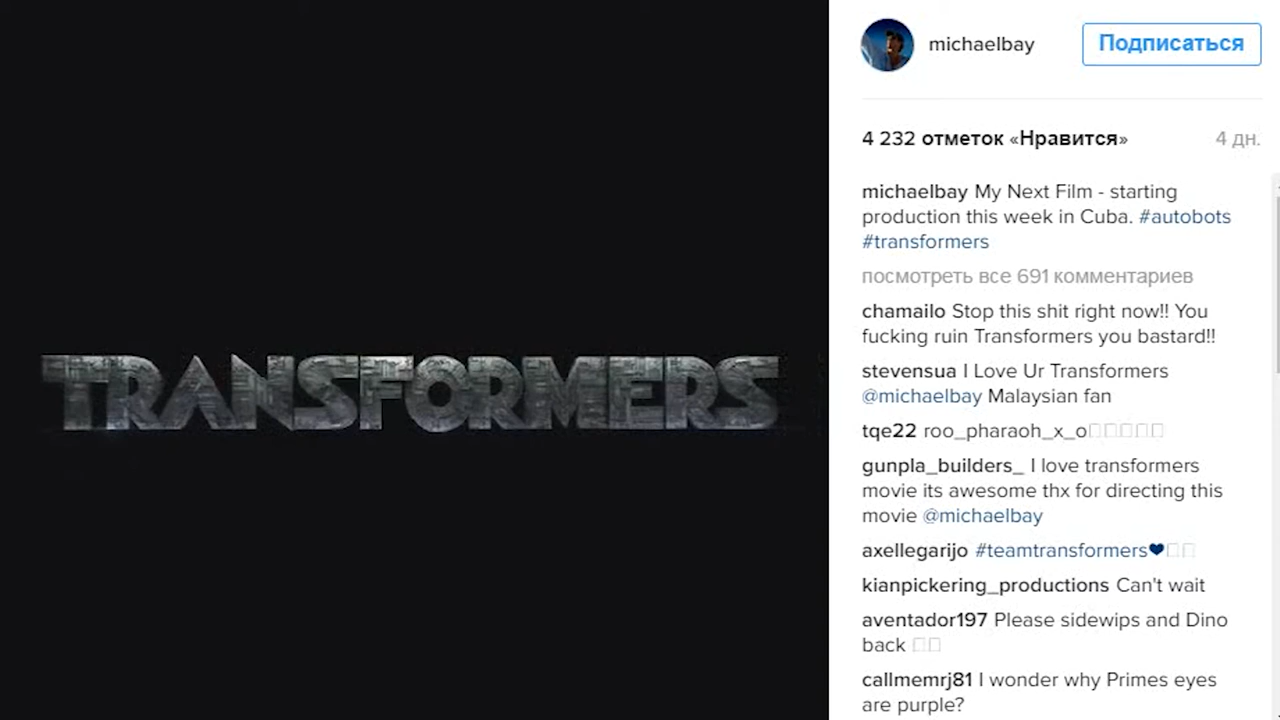 TRANSFORMERS
michaelbay
Подписаться
4 232 отметок «Нравится»
4 дн.
michaelbay My Next Film - starting
production this week in Cuba. #autobots
#transformers
посмотреть все 691 комментариев
chamailo Stop this shit right now!! You
fucking ruin Transformers you bastard!!
stevensua I Love Ur Transformers
@michaelbay Malaysian fan
tqe22 roo_pharaoh_x_o
gunpla_builders_ I love transformers
movie its awesome thx for directing this
movie @michaelbay
axellegarijo #teamtransformers
kianpickering_productions Can't wait
aventador197 Please sidewips and Dino
back
callmemrj81 I wonder why Primes eyes
are purple?